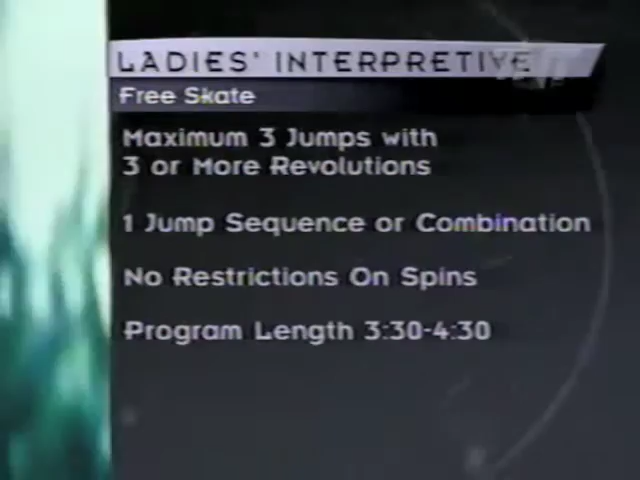 LADIES' INTERPRETIVE
Free Skate
Maximum 3 Jumps with
3 or More Revolutions
1 Jump Sequence or Combination
No Restrictions On Spins
Program Length 3:30-4:30